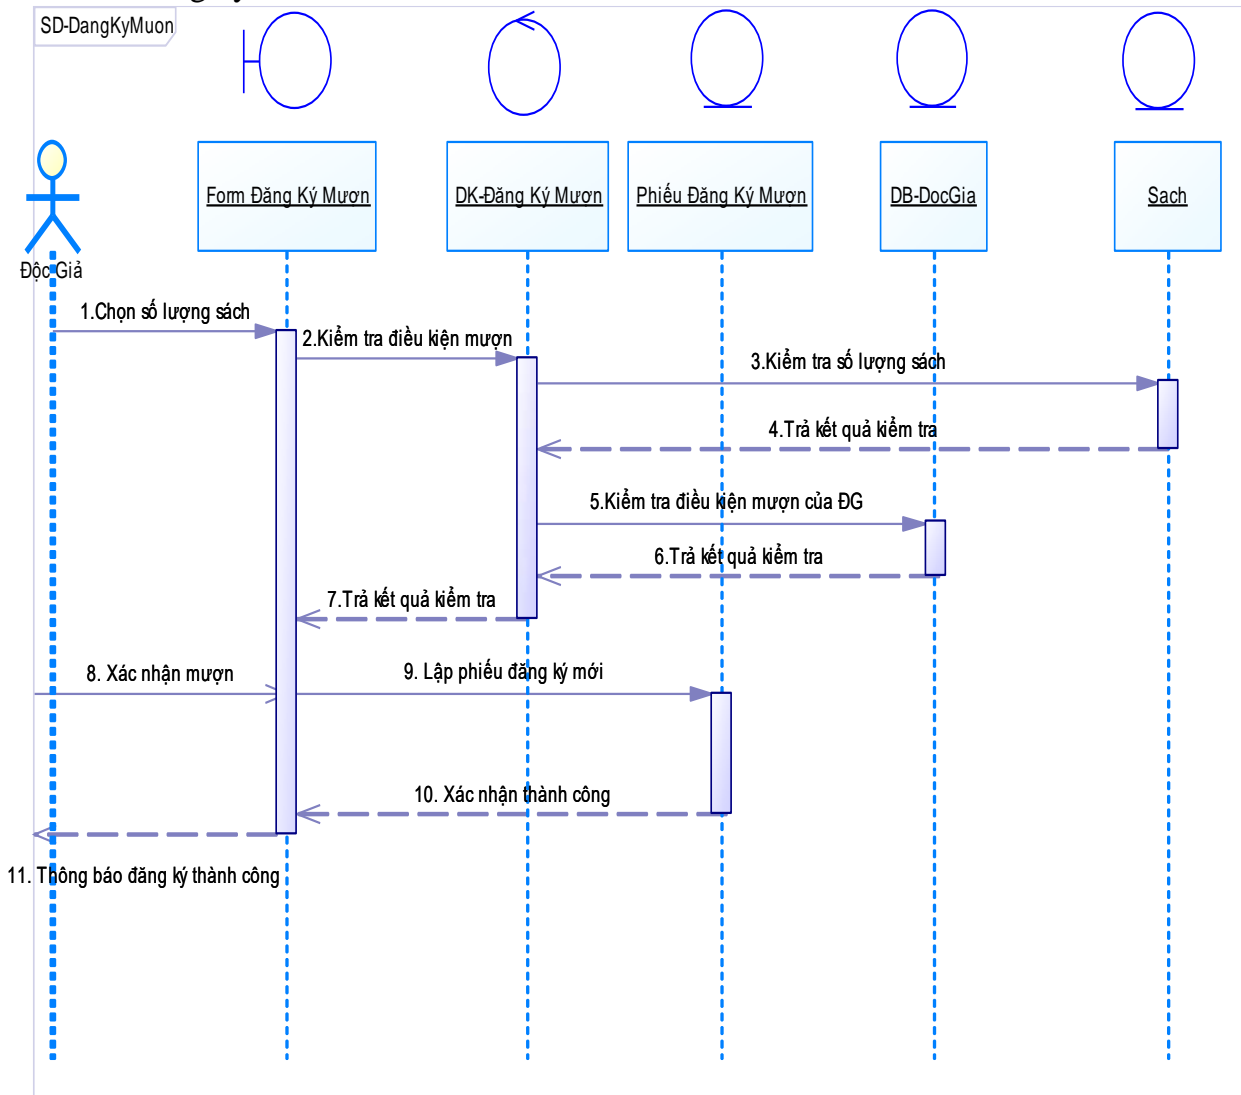 SD-DangKyMuon
Form Đăng Ký Mượn
DK-Đăng Ký Mượn
Phiếu Đăng Ký Mượn
DB-DocGia
Sach
Độc Giả
1.Chọn số lượng sách
2.Kiểm tra điều kiện mượn
3.Kiểm tra số lượng sách
4.Trả kết quả kiểm tra
5.Kiểm tra điều kiện mượn của ĐG
6.Trả kết quả kiểm tra
7.Trả kết quả kiểm tra
8. Xác nhận mượn
9. Lập phiếu đăng ký mới
10. Xác nhận thành công
11. Thông báo đăng ký thành công